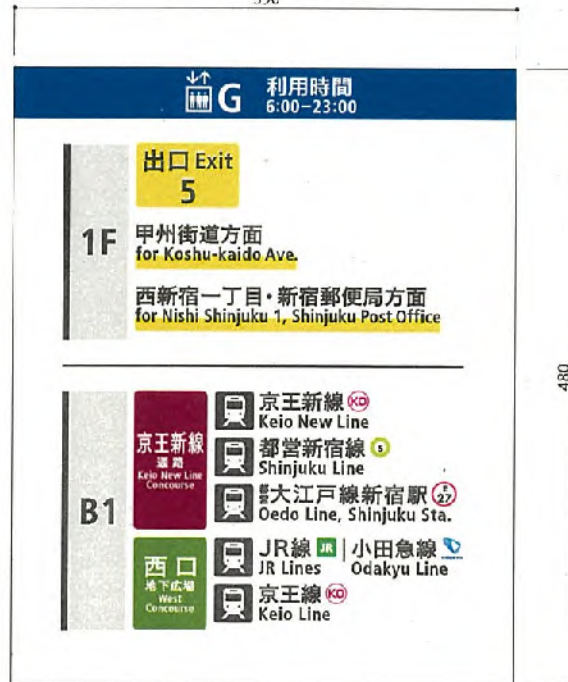 G 利用時間
6:00-23:00
出口 Exit
5
1F
甲州街道方面
for Koshu-kaido Ave.
西新宿一丁目・新宿郵便局方面
for Nishi Shinjuku 1, Shinjuku Post Office
B1
京王新線
通路
Keio New Line
Concourse
京王新線 KO
Keio New Line
都営新宿線 S
Shinjuku Line
都営大江戸線新宿駅 E 27
Oedo Line, Shinjuku Sta.
西口
地下広場
West
Concourse
JR線 JR | 小田急線
JR Lines Odakyu Line
京王線 KO
Keio Line
480